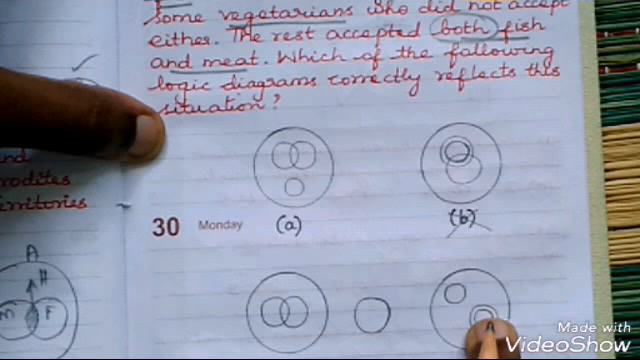 Some vegetarians who did not accept
either. The rest accepted both fish
and meat. Which of the following
logic diagrams correctly reflects this
situation?
and
rodites
erritories
30 Monday (a) (b)
A
H
M F
Made with
VideoShow